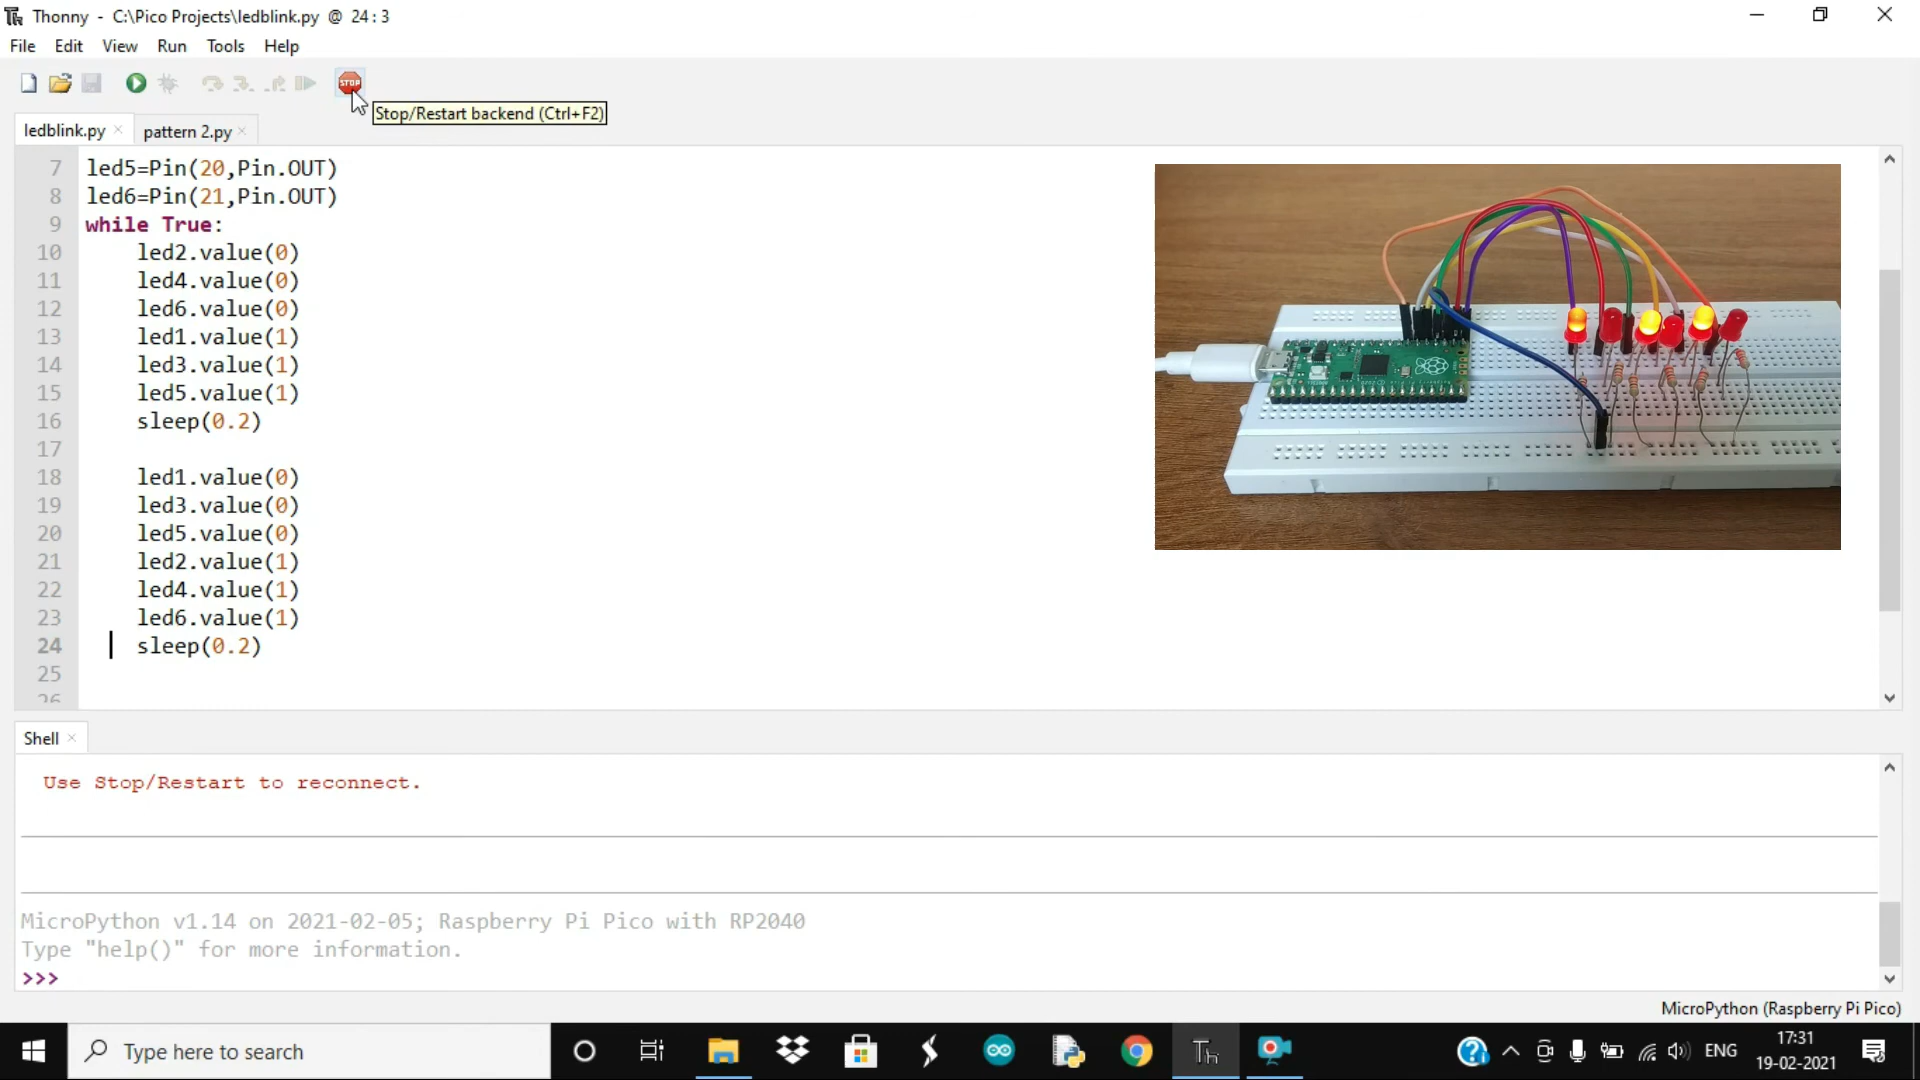 Thonny - C:\Pico Projects\ledblink.py @ 24:3
File Edit View Run Tools Help
STOP
Stop/Restart backend (Ctrl+F2)
ledblink.py × pattern 2.py ×
7 led5=Pin(20,Pin.OUT)
8 led6=Pin(21,Pin.OUT)
9 while True:
10 led2.value(0)
11 led4.value(0)
12 led6.value(0)
13 led1.value(1)
14 led3.value(1)
15 led5.value(1)
16 sleep(0.2)
17
18 led1.value(0)
19 led3.value(0)
20 led5.value(0)
21 led2.value(1)
22 led4.value(1)
23 led6.value(1)
24 sleep(0.2)
25
26
Shell ×
Use Stop/Restart to reconnect.
MicroPython v1.14 on 2021-02-05; Raspberry Pi Pico with RP2040
Type "help()" for more information.
>>>
MicroPython (Raspberry Pi Pico)
Type here to search
Th
ENG
17:31
19-02-2021